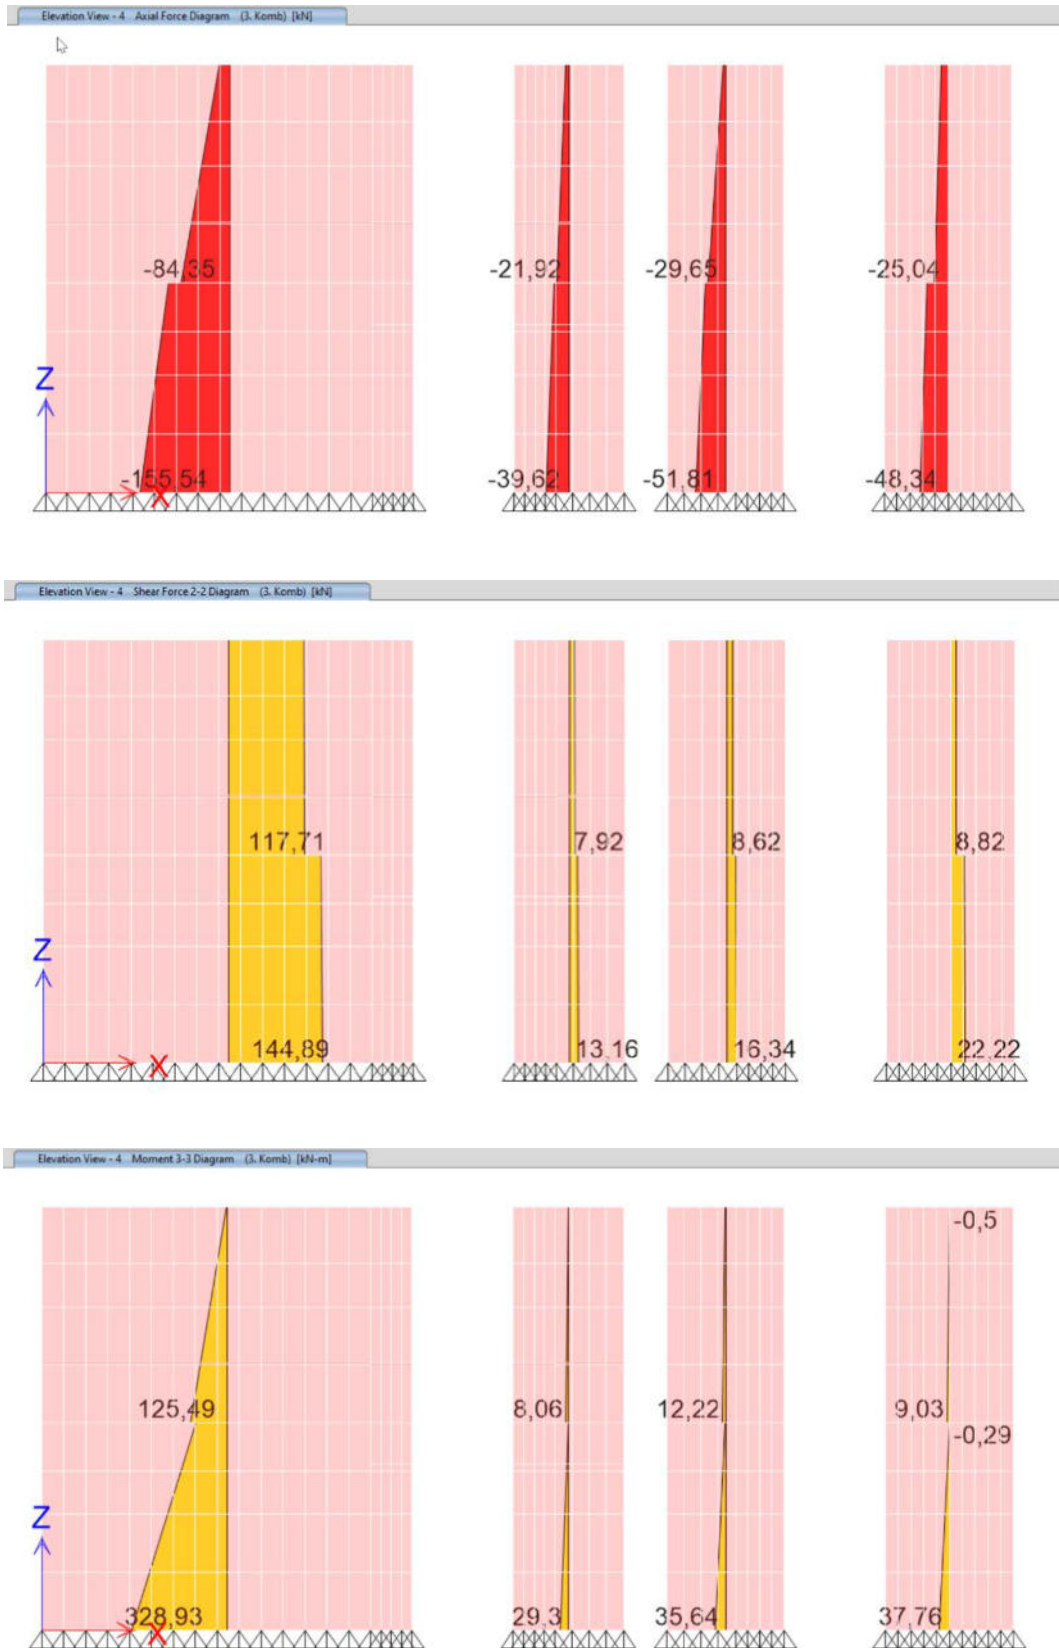 Elevation View - 4 Axial Force Diagram (3. Komb) [kN]
-84,35 -21,92 -29,65 -25,04
Z
-155,54 -39,62 -51,81 -48,34
X
Elevation View - 4 Shear Force 2-2 Diagram (3. Komb) [kN]
117,71 7,92 8,62 8,82
Z
144,89 13,16 16,34 22,22
X
Elevation View - 4 Moment 3-3 Diagram (3. Komb) [kN-m]
-0,5
125,49 8,06 12,22 9,03
-0,29
Z
328,93 29,3 35,64 37,76
X